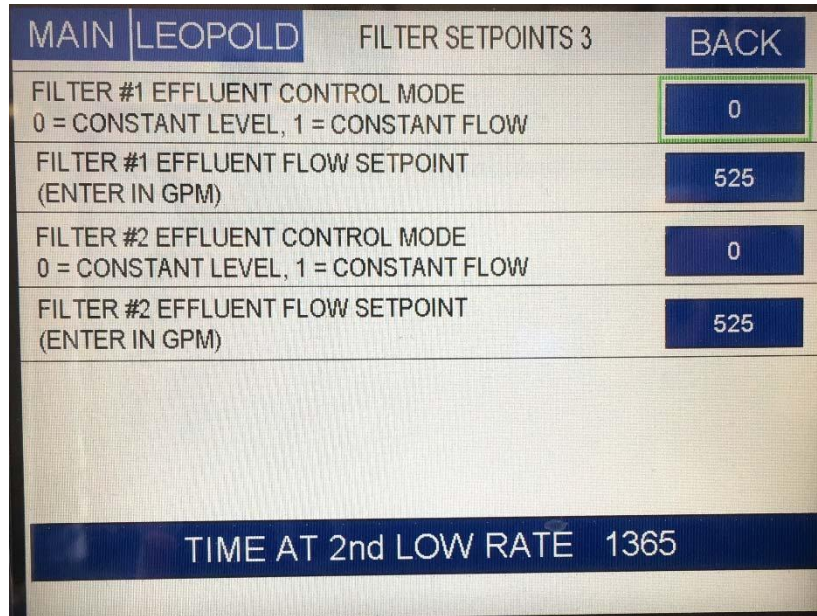 MAIN LEOPOLD FILTER SETPOINTS 3 BACK
FILTER #1 EFFLUENT CONTROL MODE
0 = CONSTANT LEVEL, 1 = CONSTANT FLOW
0
FILTER #1 EFFLUENT FLOW SETPOINT
(ENTER IN GPM)
525
FILTER #2 EFFLUENT CONTROL MODE
0 = CONSTANT LEVEL, 1 = CONSTANT FLOW
0
FILTER #2 EFFLUENT FLOW SETPOINT
(ENTER IN GPM)
525
TIME AT 2nd LOW RATE 1365